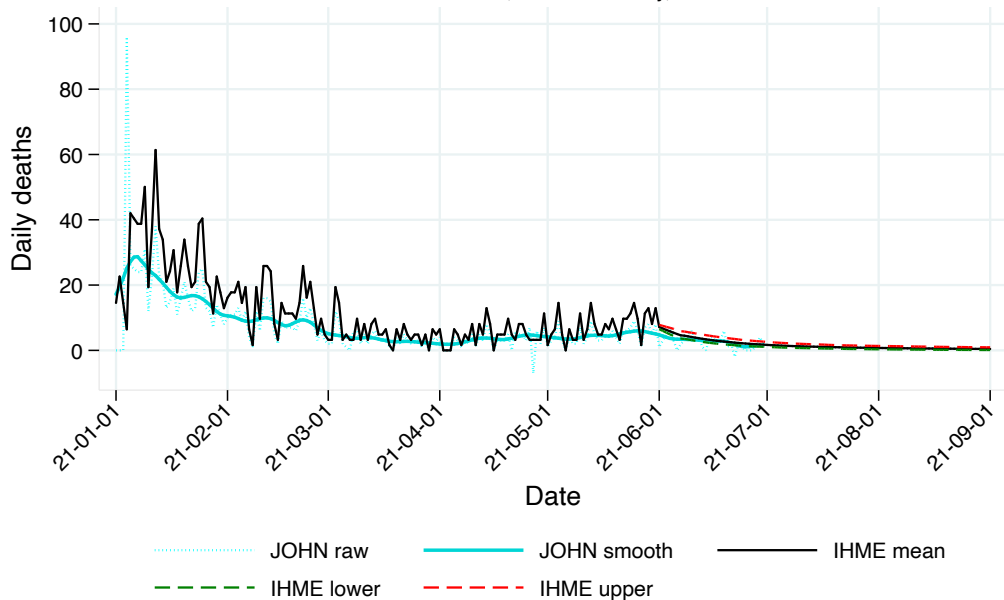 100
80
60
40
20
0
Daily deaths
21-01-01
21-02-01
21-03-01
21-04-01
21-05-01
21-06-01
21-07-01
21-08-01
21-09-01
Date
JOHN raw
JOHN smooth
IHME mean
IHME lower
IHME upper